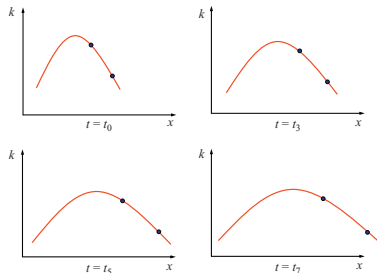 k
k
x
x
t = t₀
t = t₃
k
k
x
x
t = t₅
t = t₇